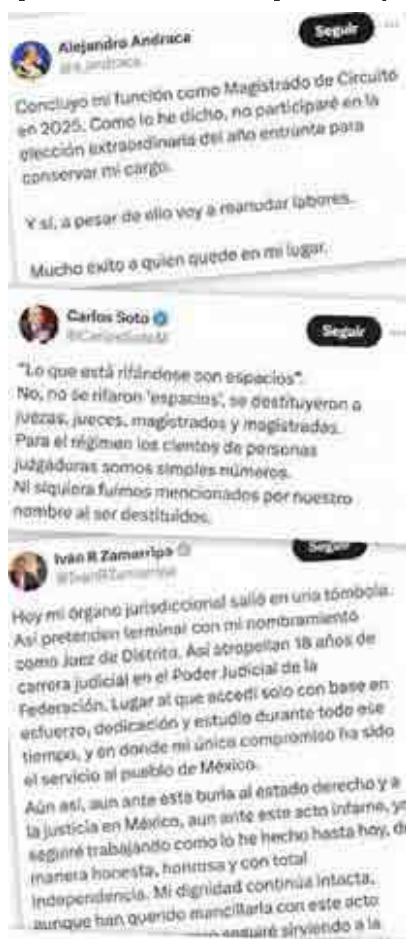 Alejandro Andraca
Seguir
Concluyo mi función como Magistrado de Circuito
en 2025. Como lo he dicho, no participaré en la
elección extraordinaria del año entrante para
conservar mi cargo.
Y sí, a pesar de ello voy a reanudar labores.
Mucho éxito a quien quede en mi lugar.
Carlos Soto
Seguir
@CarlosSotoM
"Lo que está rifándose son espacios".
No, no se rifaron 'espacios', se destituyeron a
juezas, jueces, magistrados y magistradas.
Para el régimen los cientos de personas
juzgadoras somos simples números.
Ni siquiera fuimos mencionados por nuestro
nombre al ser destituidos.
Iván R Zamarripa
Seguir
@IvanRZamarripa
Hoy mi órgano jurisdiccional salió en una tómbola.
Así pretenden terminal con mi nombramiento
como Juez de Distrito. Así atropellan 18 años de
carrera judicial en el Poder Judicial de la
Federación. Lugar al que accedí solo con base en
esfuerzo, dedicación y estudio durante todo ese
tiempo, y en donde mi único compromiso ha sido
el servicio al pueblo de México.
Aún así, aun ante esta burla al estado derecho y a
la justicia en México, aun ante este acto infame, yo
seguiré trabajando como lo he hecho hasta hoy, de
manera honesta, honrosa y con total
independencia. Mi dignidad continúa intacta,
aunque han querido mancillarla con este acto
seguiré sirviendo a la